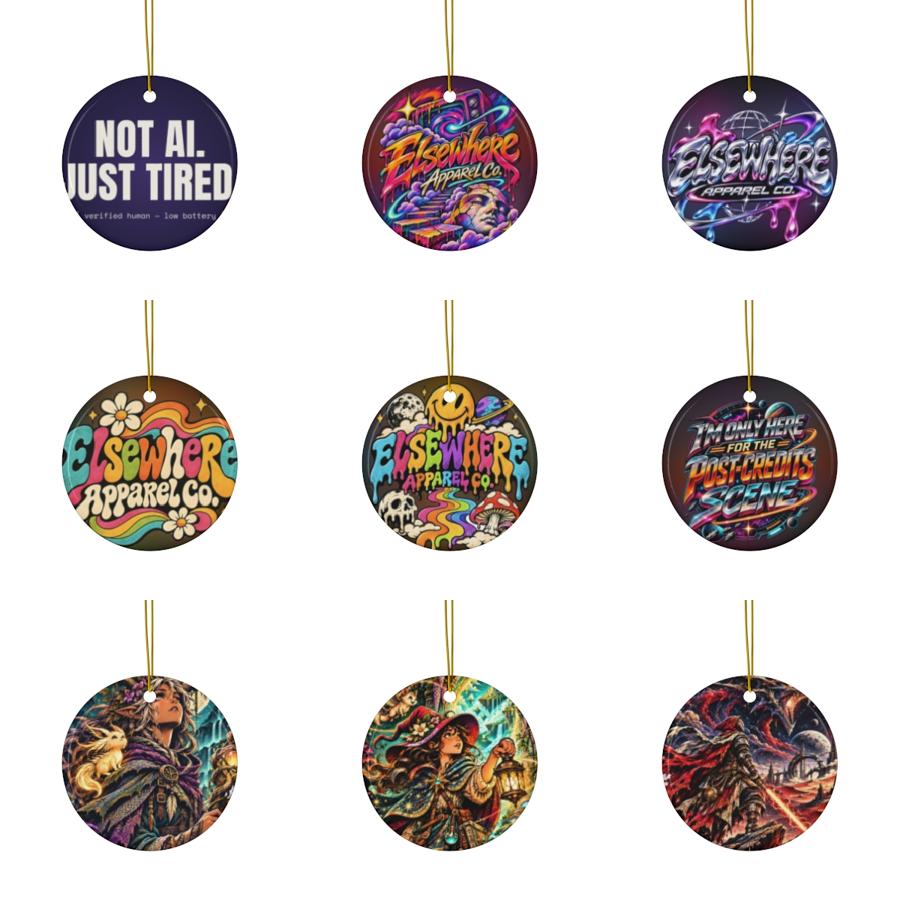 NOT AI.
JUST TIRED
verified human – low battery
Elsewhere
Apparel Co.
ELSEWHERE
APPAREL CO.
Elsewhere
Apparel Co.
ELSEWHERE
APPAREL CO.
I'M ONLY HERE
FOR THE
POST-CREDITS
SCENE